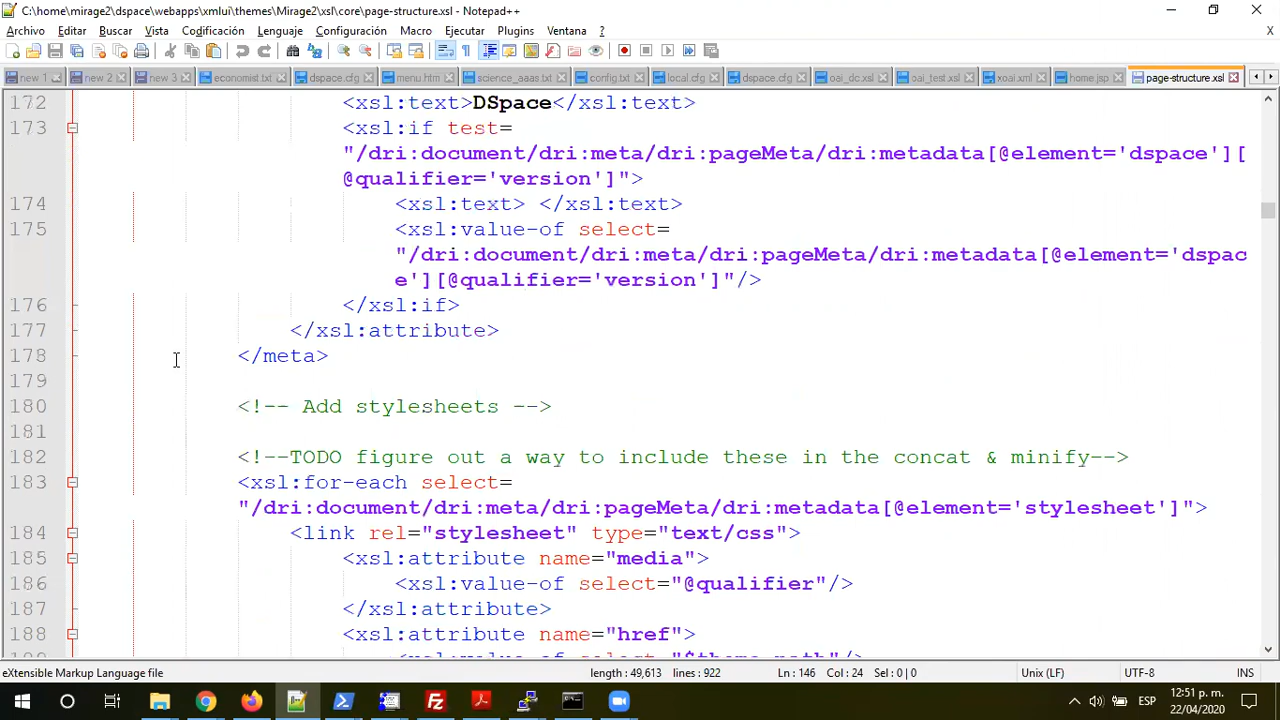 C:\home\mirage2\dspace\webapps\xmlui\themes\Mirage2\xsl\core\page-structure.xsl - Notepad++
Archivo Editar Buscar Vista Codificación Lenguaje Configuración Macro Ejecutar Plugins Ventana ? X
new 1 new 2 new 3 economist.txt dspace.cfg menu.htm science_aaas.txt config.txt local.cfg dspace.cfg oai_dc.xsl oai_test.xsl xoai.xml home.jsp page-structure.xsl
172 <xsl:text>DSpace</xsl:text>
173 <xsl:if test=
"/dri:document/dri:meta/dri:pageMeta/dri:metadata[@element='dspace'][
@qualifier='version']">
174 <xsl:text> </xsl:text>
175 <xsl:value-of select=
"/dri:document/dri:meta/dri:pageMeta/dri:metadata[@element='dspac
e'][@qualifier='version']"/>
176 </xsl:if>
177 </xsl:attribute>
178 </meta>
179
180 <!-- Add stylesheets -->
181
182 <!--TODO figure out a way to include these in the concat & minify-->
183 <xsl:for-each select=
"/dri:document/dri:meta/dri:pageMeta/dri:metadata[@element='stylesheet']">
184 <link rel="stylesheet" type="text/css">
185 <xsl:attribute name="media">
186 <xsl:value-of select="@qualifier"/>
187 </xsl:attribute>
188 <xsl:attribute name="href">
eXtensible Markup Language file length : 49,613 lines : 922 Ln : 146 Col : 24 Sel : 0 | 0 Unix (LF) UTF-8 INS
ESP 12:51 p. m.
22/04/2020